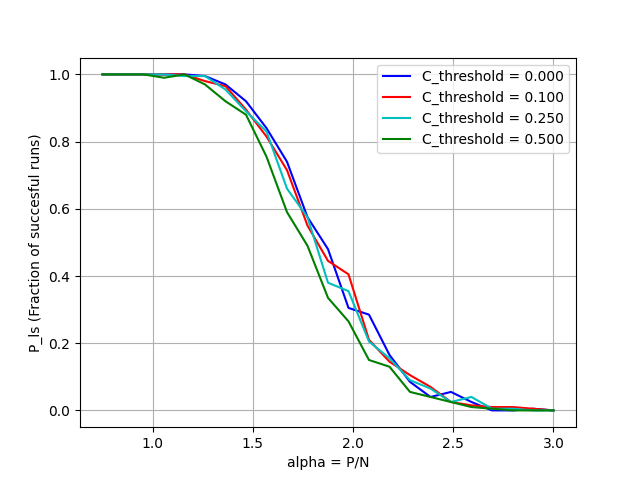 1.0
0.8
0.6
0.4
0.2
0.0
P_ls (Fraction of succesful runs)
C_threshold = 0.000
C_threshold = 0.100
C_threshold = 0.250
C_threshold = 0.500
1.0 1.5 2.0 2.5 3.0
alpha = P/N